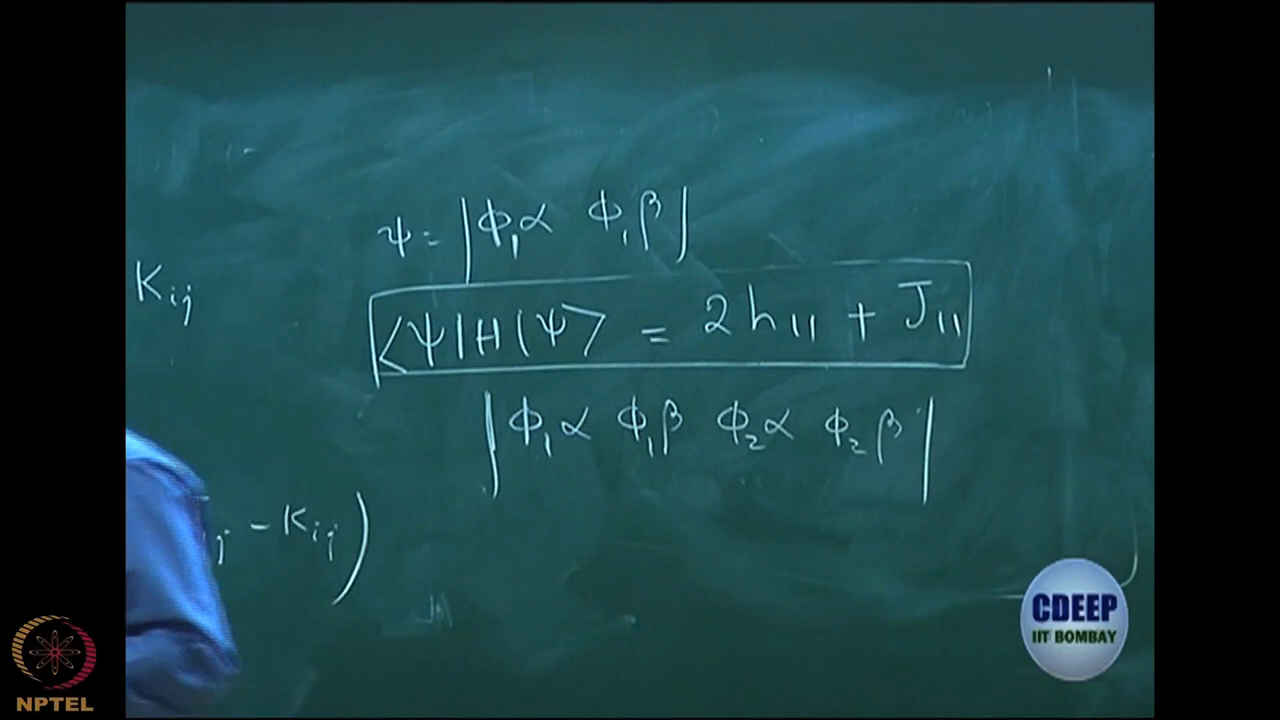 ψ = |ϕ₁α ϕ₁β|
K_ij
⟨ψ|H|ψ⟩ = 2h₁₁ + J₁₁
|ϕ₁α ϕ₁β ϕ₂α ϕ₂β|
j - K_ij)
CDEEP
IIT BOMBAY
NPTEL